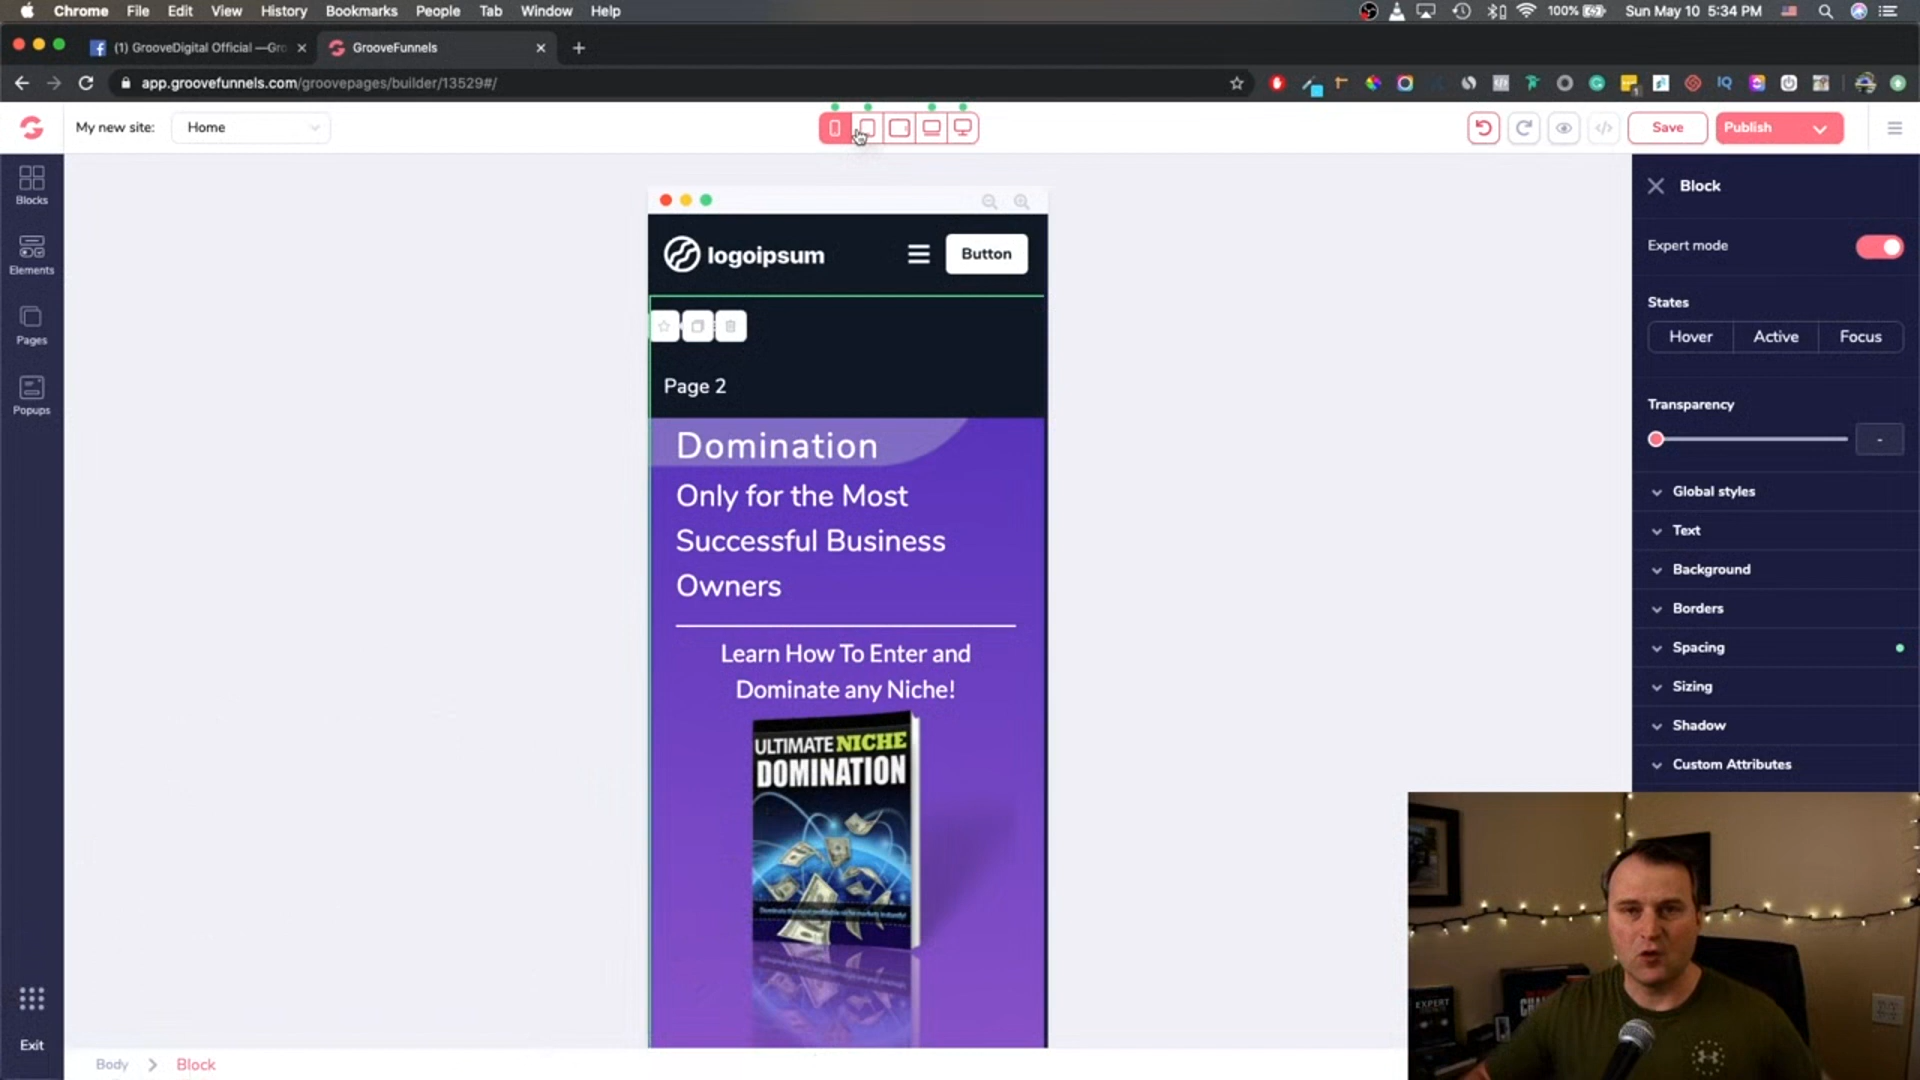 Chrome File Edit View History Bookmarks People Tab Window Help
100% Sun May 10 5:34 PM
(1) GrooveDigital Official —Gro
GrooveFunnels
app.groovefunnels.com/groovepages/builder/13529#/
My new site: Home
Save Publish
Blocks
Elements
Pages
Popups
Exit
logoipsum
Button
Page 2
Domination
Only for the Most
Successful Business
Owners
Learn How To Enter and
Dominate any Niche!
ULTIMATE NICHE
DOMINATION
Block
Expert mode
States
Hover Active Focus
Transparency
-
Global styles
Text
Background
Borders
Spacing
Sizing
Shadow
Custom Attributes
EXPERT
Body Block